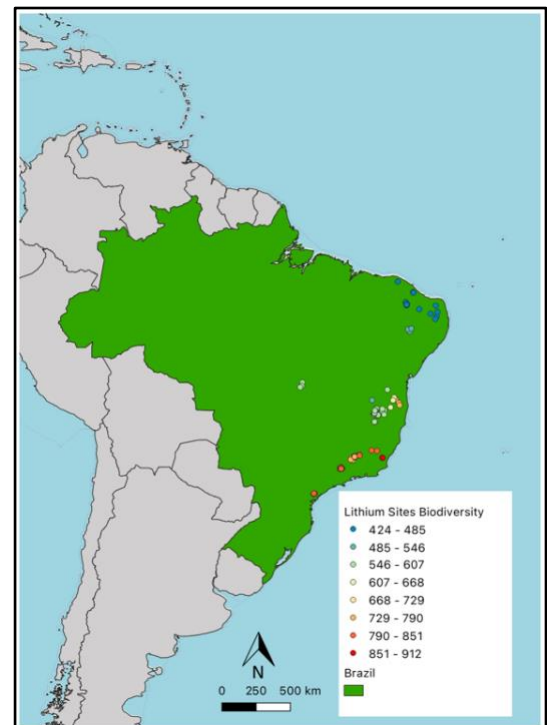 Lithium Sites Biodiversity
424 - 485
485 - 546
546 - 607
607 - 668
668 - 729
729 - 790
790 - 851
851 - 912
Brazil
N
0 250 500 km